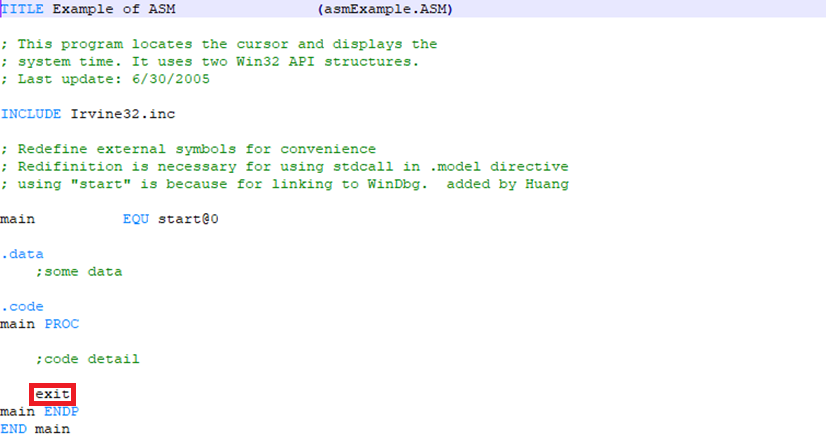 TITLE Example of ASM (asmExample.ASM)
; This program locates the cursor and displays the
; system time. It uses two Win32 API structures.
; Last update: 6/30/2005
INCLUDE Irvine32.inc
; Redefine external symbols for convenience
; Redifinition is necessary for using stdcall in .model directive
; using "start" is because for linking to WinDbg. added by Huang
main EQU start@0
.data
;some data
.code
main PROC
;code detail
exit
main ENDP
END main